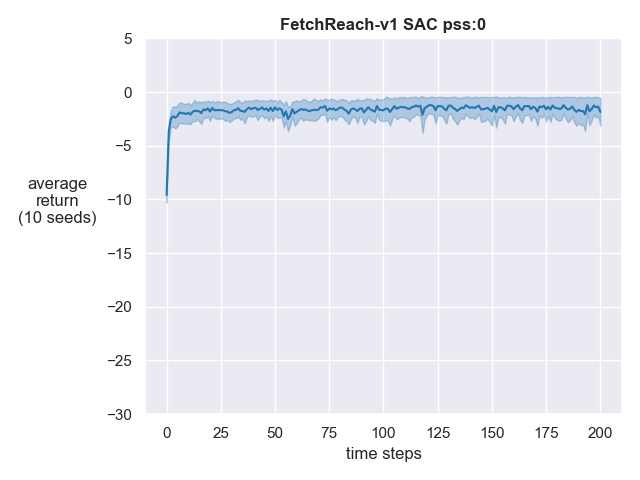 FetchReach-v1 SAC pss:0
5
0
−5
−10
−15
−20
−25
−30
average
return
(10 seeds)
0 25 50 75 100 125 150 175 200
time steps